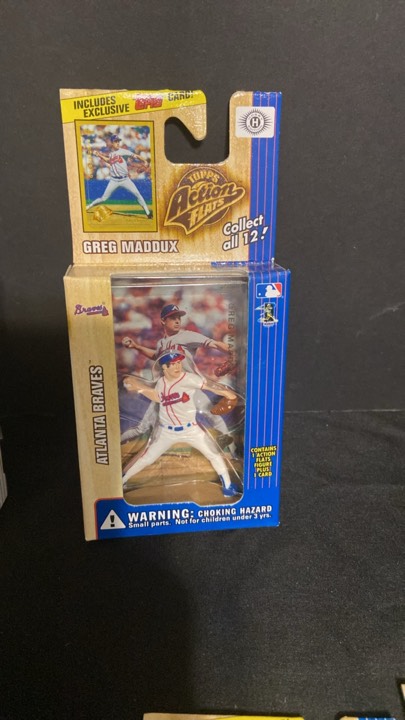 INCLUDES
EXCLUSIVE
Topps
CARD!
H
TOPPS
Action
FLATS
Collect
all 12!
GREG MADDUX
Braves
ATLANTA BRAVES™
Braves
CONTAINS
1 ACTION
FLATS
FIGURE
PLUS
1 CARD
WARNING: CHOKING HAZARD
Small parts. Not for children under 3 yrs.